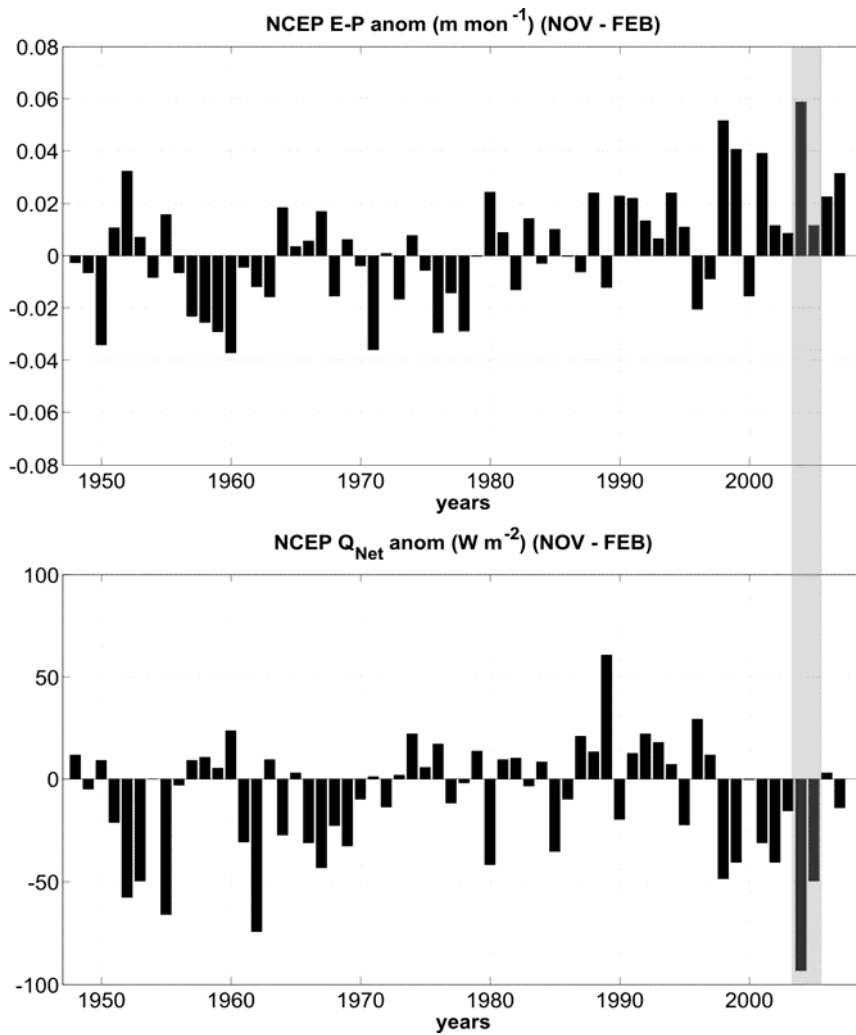 NCEP E-P anom (m mon⁻¹) (NOV - FEB)
0.08
0.06
0.04
0.02
0
-0.02
-0.04
-0.06
-0.08
1950 1960 1970 1980 1990 2000
years
NCEP Q_Net anom (W m⁻²) (NOV - FEB)
100
50
0
-50
-100
1950 1960 1970 1980 1990 2000
years